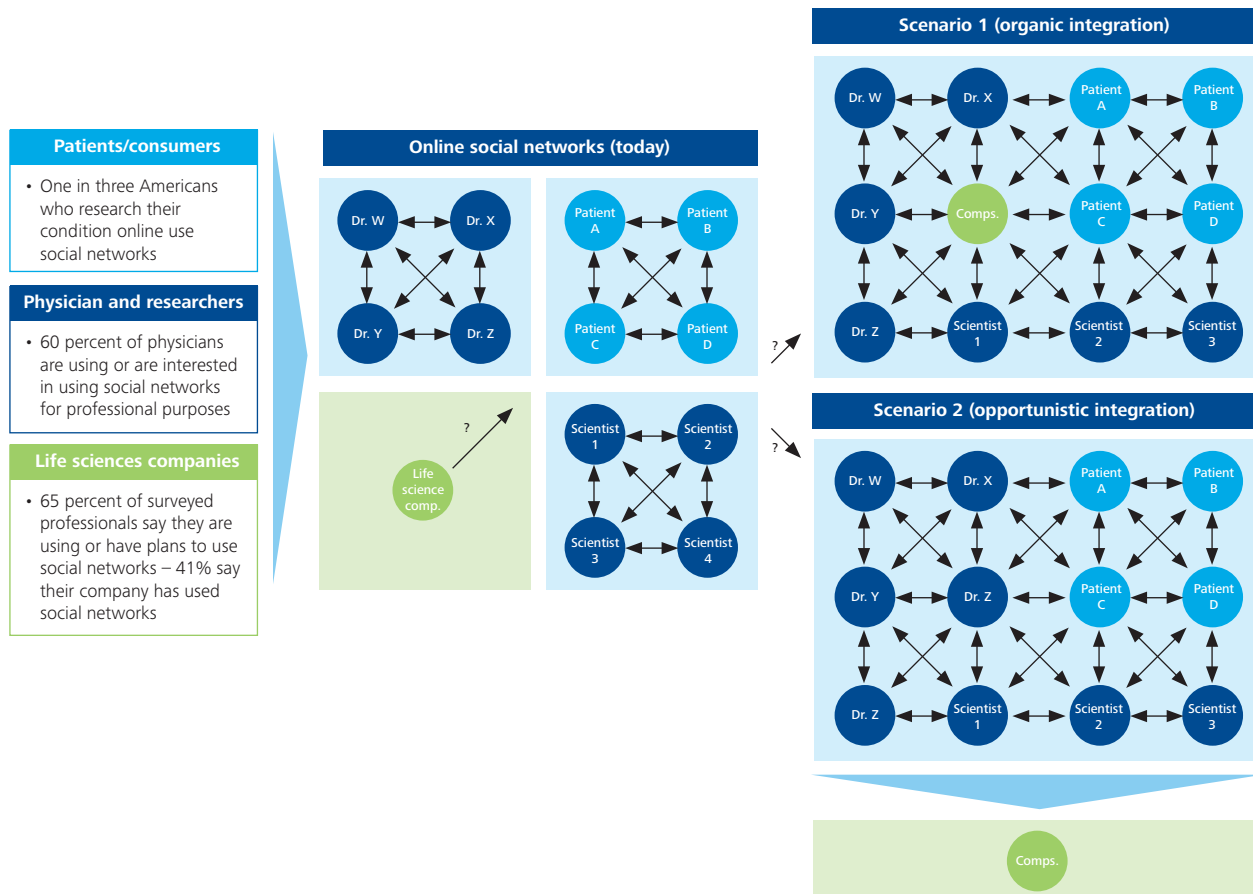 Patients/consumers
• One in three Americans
who research their
condition online use
social networks
Physician and researchers
• 60 percent of physicians
are using or are interested
in using social networks
for professional purposes
Life sciences companies
• 65 percent of surveyed
professionals say they are
using or have plans to use
social networks – 41% say
their company has used
social networks
Online social networks (today)
Dr. W
Dr. X
Dr. Y
Dr. Z
Patient
A
Patient
B
Patient
C
Patient
D
?
Life
science
comp.
Scientist
1
Scientist
2
Scientist
3
Scientist
4
?
?
Scenario 1 (organic integration)
Dr. W
Dr. X
Patient
A
Patient
B
Dr. Y
Comps.
Patient
C
Patient
D
Dr. Z
Scientist
1
Scientist
2
Scientist
3
Scenario 2 (opportunistic integration)
Dr. W
Dr. X
Patient
A
Patient
B
Dr. Y
Dr. Z
Patient
C
Patient
D
Dr. Z
Scientist
1
Scientist
2
Scientist
3
Comps.